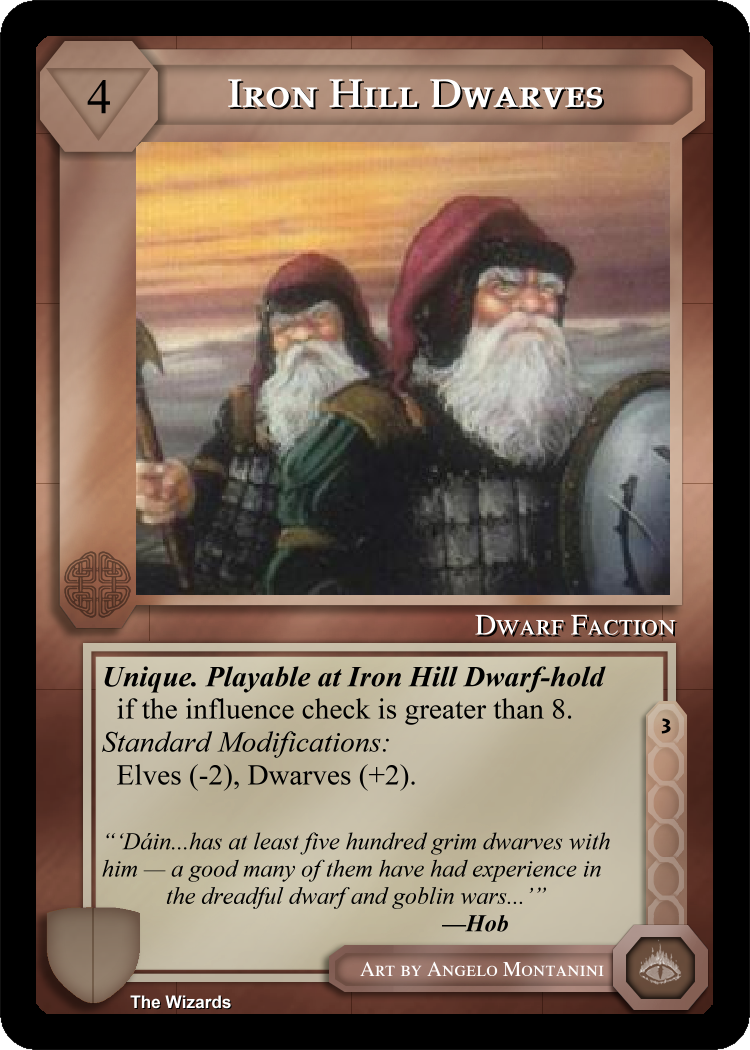 4
Iron Hill Dwarves
Dwarf Faction
Unique. Playable at Iron Hill Dwarf-hold
if the influence check is greater than 8.
Standard Modifications:
Elves (-2), Dwarves (+2).
3
“‘Dáin...has at least five hundred grim dwarves with
him — a good many of them have had experience in
the dreadful dwarf and goblin wars...’”
—Hob
Art by Angelo Montanini
The Wizards